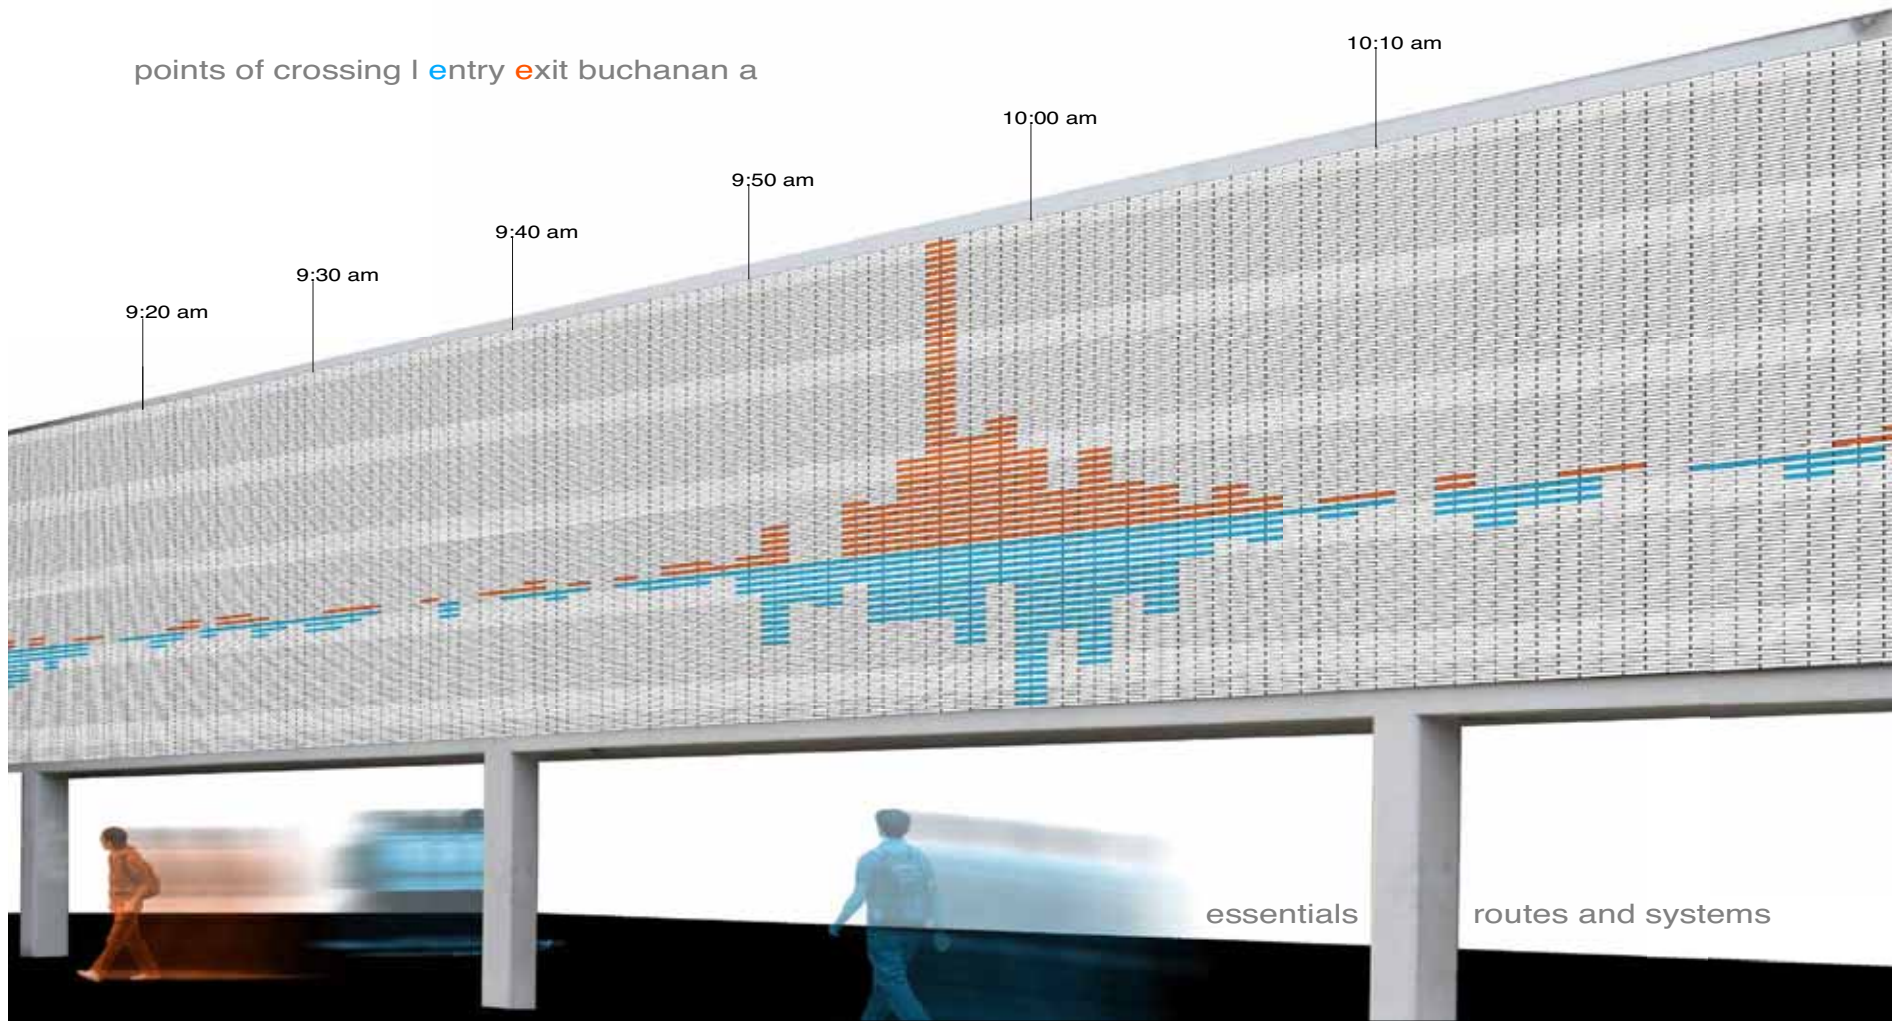 points of crossing | entry exit buchanan a
10:10 am
10:00 am
9:50 am
9:40 am
9:30 am
9:20 am
essentials
routes and systems